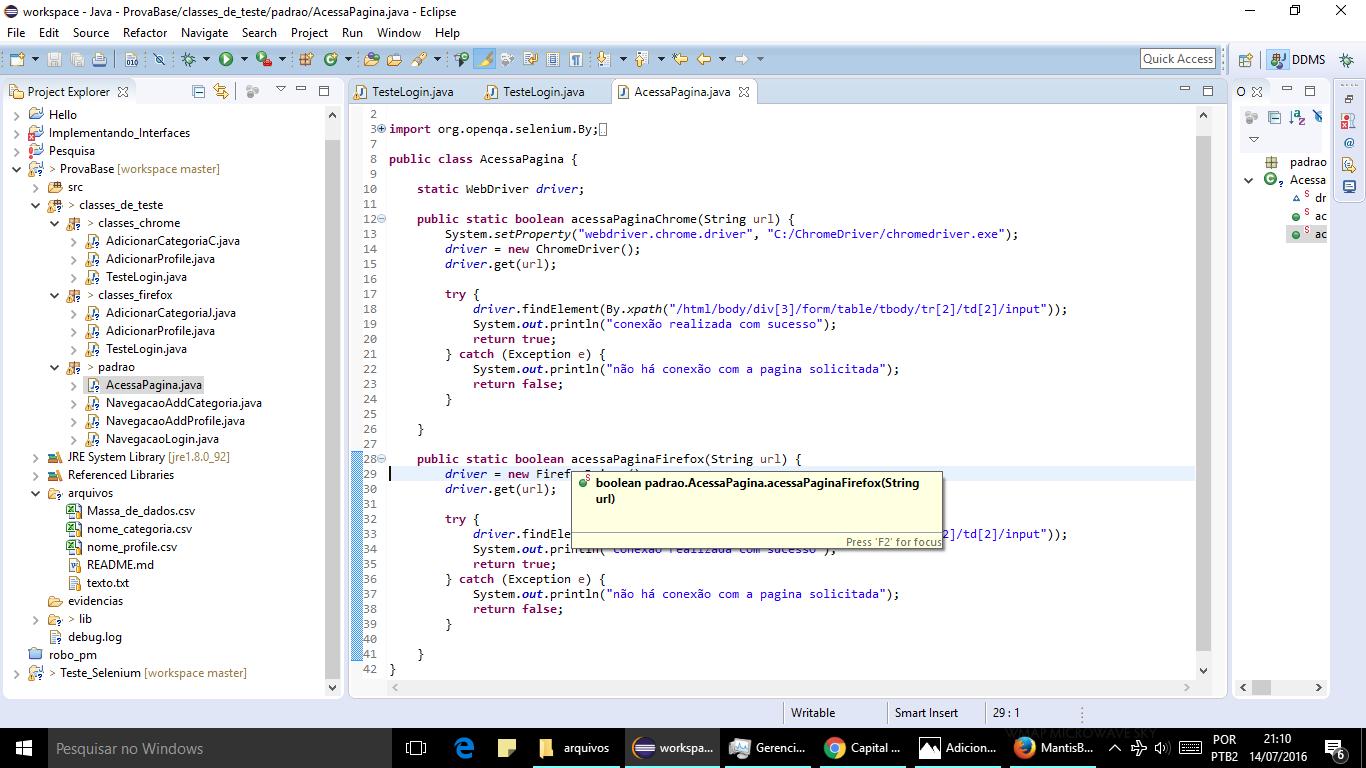 workspace - Java - ProvaBase/classes_de_teste/padrao/AcessaPagina.java - Eclipse
File Edit Source Refactor Navigate Search Project Run Window Help
Quick Access
DDMS
Project Explorer
TesteLogin.java
TesteLogin.java
AcessaPagina.java
O
Hello
Implementando_Interfaces
Pesquisa
> ProvaBase [workspace master]
src
> classes_de_teste
> classes_chrome
AdicionarCategoriaC.java
AdicionarProfile.java
TesteLogin.java
> classes_firefox
AdicionarCategoriaJ.java
AdicionarProfile.java
TesteLogin.java
> padrao
AcessaPagina.java
NavegacaoAddCategoria.java
NavegacaoAddProfile.java
NavegacaoLogin.java
JRE System Library [jre1.8.0_92]
Referenced Libraries
arquivos
Massa_de_dados.csv
nome_categoria.csv
nome_profile.csv
README.md
texto.txt
evidencias
> lib
debug.log
robo_pm
> Teste_Selenium [workspace master]
2
3 import org.openqa.selenium.By;
7
8 public class AcessaPagina {
9
10 static WebDriver driver;
11
12 public static boolean acessaPaginaChrome(String url) {
13 System.setProperty("webdriver.chrome.driver", "C:/ChromeDriver/chromedriver.exe");
14 driver = new ChromeDriver();
15 driver.get(url);
16
17 try {
18 driver.findElement(By.xpath("/html/body/div[3]/form/table/tbody/tr[2]/td[2]/input"));
19 System.out.println("conexão realizada com sucesso");
20 return true;
21 } catch (Exception e) {
22 System.out.println("não há conexão com a pagina solicitada");
23 return false;
24 }
25
26 }
27
28 public static boolean acessaPaginaFirefox(String url) {
29 driver = new Firef
30 driver.get(url);
31
32 try {
33 driver.findEle 2]/td[2]/input"));
34 System.out.println("conexão realizada com sucesso");
35 return true;
36 } catch (Exception e) {
37 System.out.println("não há conexão com a pagina solicitada");
38 return false;
39 }
40
41 }
42 }
boolean padrao.AcessaPagina.acessaPaginaFirefox(String
url)
Press 'F2' for focus
padrao
Acessa
dr
ac
ac
Writable
Smart Insert
29 : 1
WMAP MICROWAVE SKY
Pesquisar no Windows
arquivos
workspa...
Gerenci...
Capital ...
Adicion...
MantisB...
POR
PTB2
21:10
14/07/2016
6